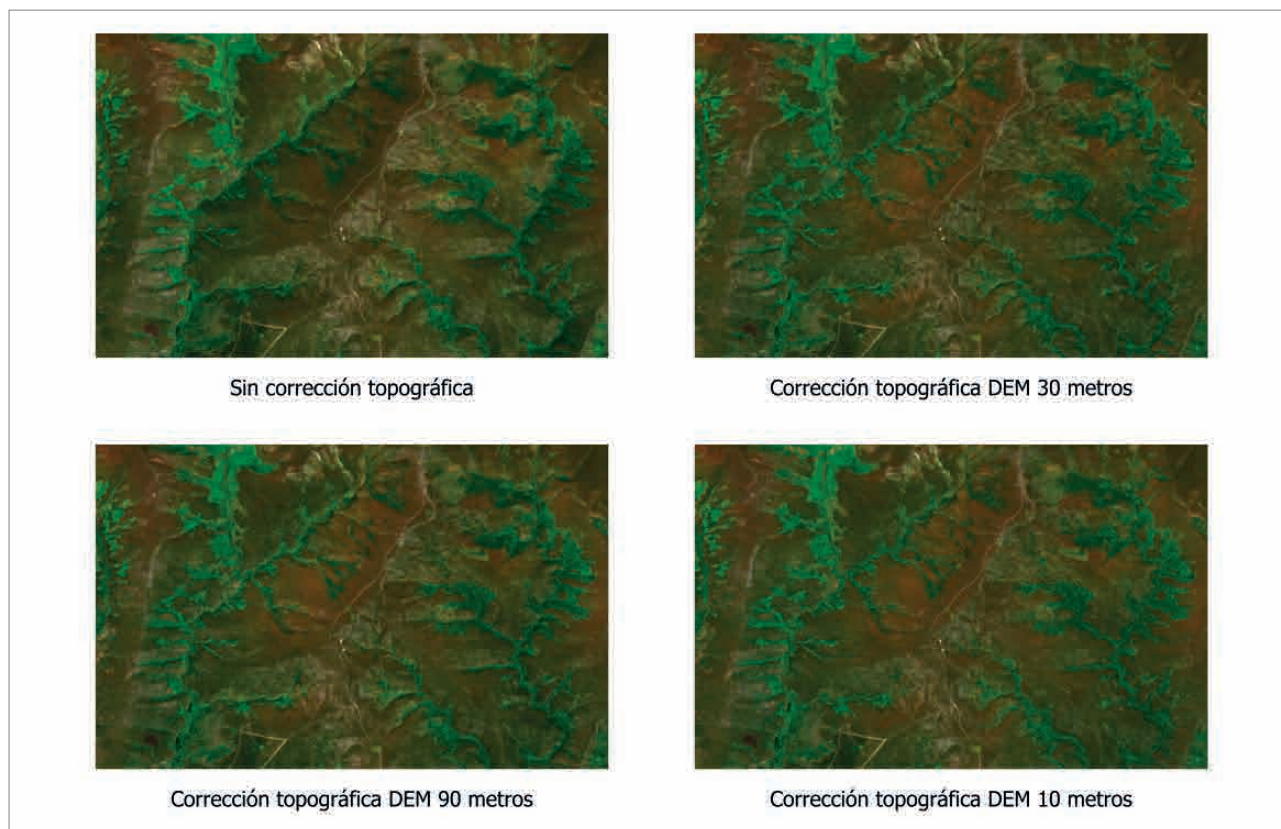 Sin corrección topográfica
Corrección topográfica DEM 30 metros
Corrección topográfica DEM 90 metros
Corrección topográfica DEM 10 metros